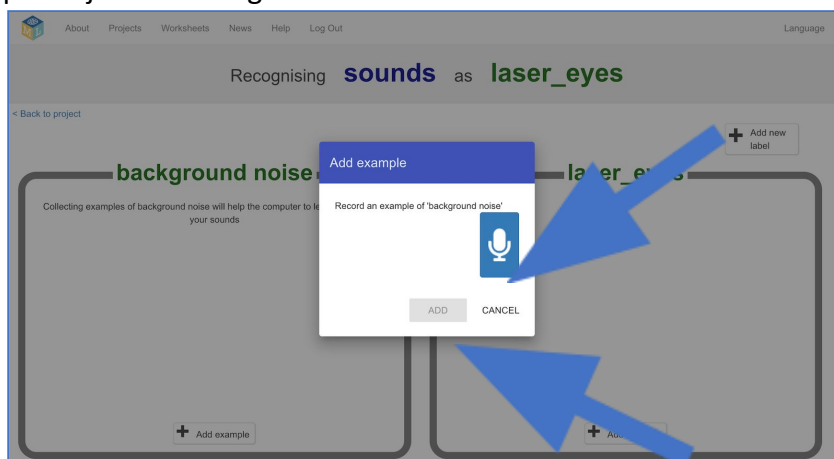 About Projects Worksheets News Help Log Out Language
Recognising sounds as laser_eyes
< Back to project
Add new
label
background noise
Collecting examples of background noise will help the computer to le
your sounds
Add example
Record an example of 'background noise'
ADD CANCEL
Add example